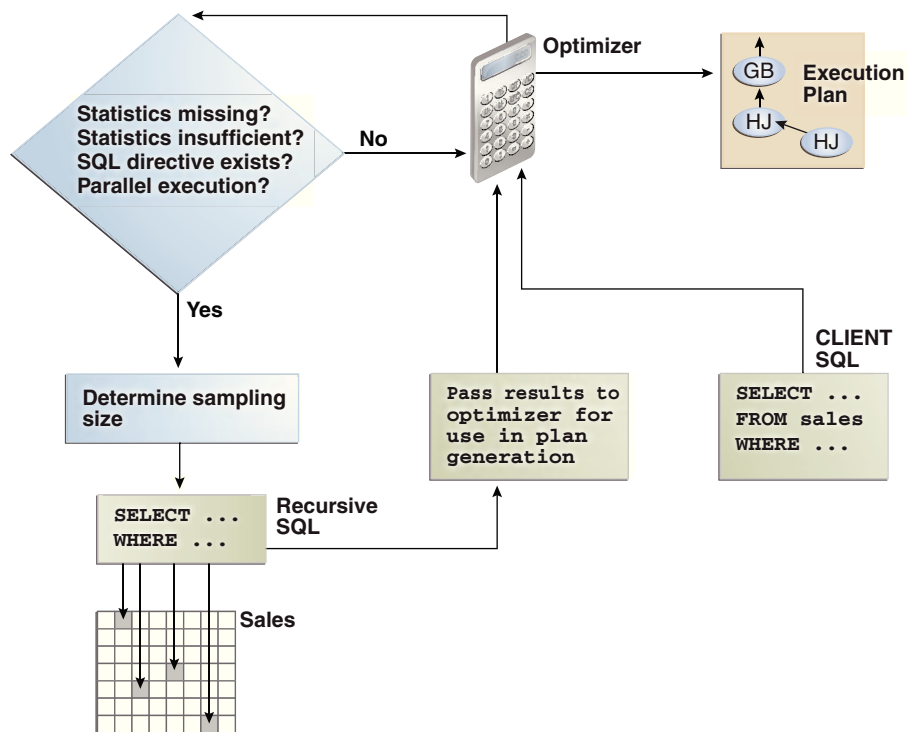 Optimizer
GB
HJ
HJ
Execution
Plan
Statistics missing?
Statistics insufficient?
SQL directive exists?
Parallel execution?
No
Yes
CLIENT
SQL
Determine sampling
size
Pass results to
optimizer for
use in plan
generation
SELECT ...
FROM sales
WHERE ...
SELECT ...
WHERE ...
Recursive
SQL
Sales